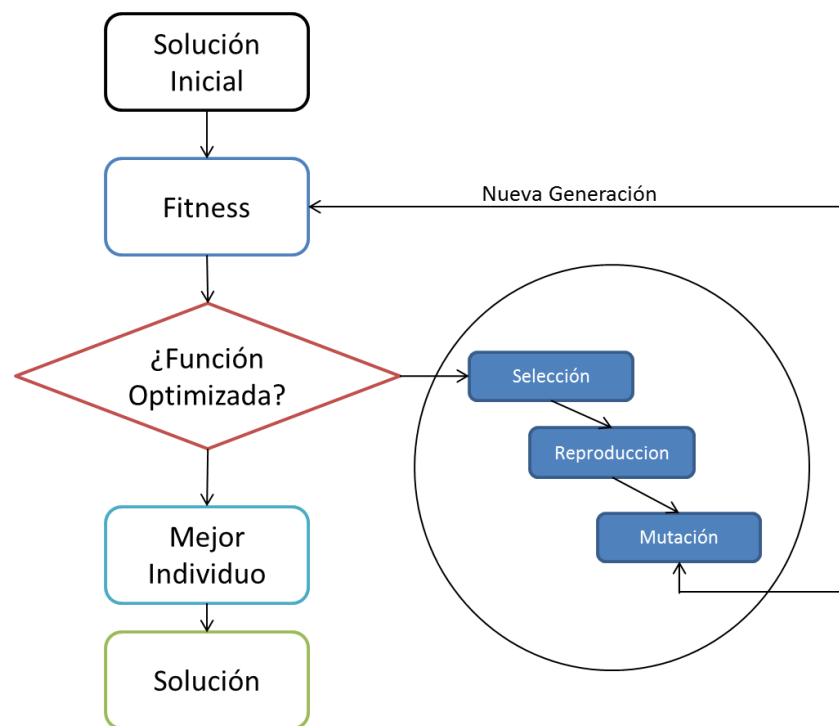 Solución
Inicial
Fitness
Nueva Generación
¿Función
Optimizada?
Selección
Reproduccion
Mutación
Mejor
Individuo
Solución